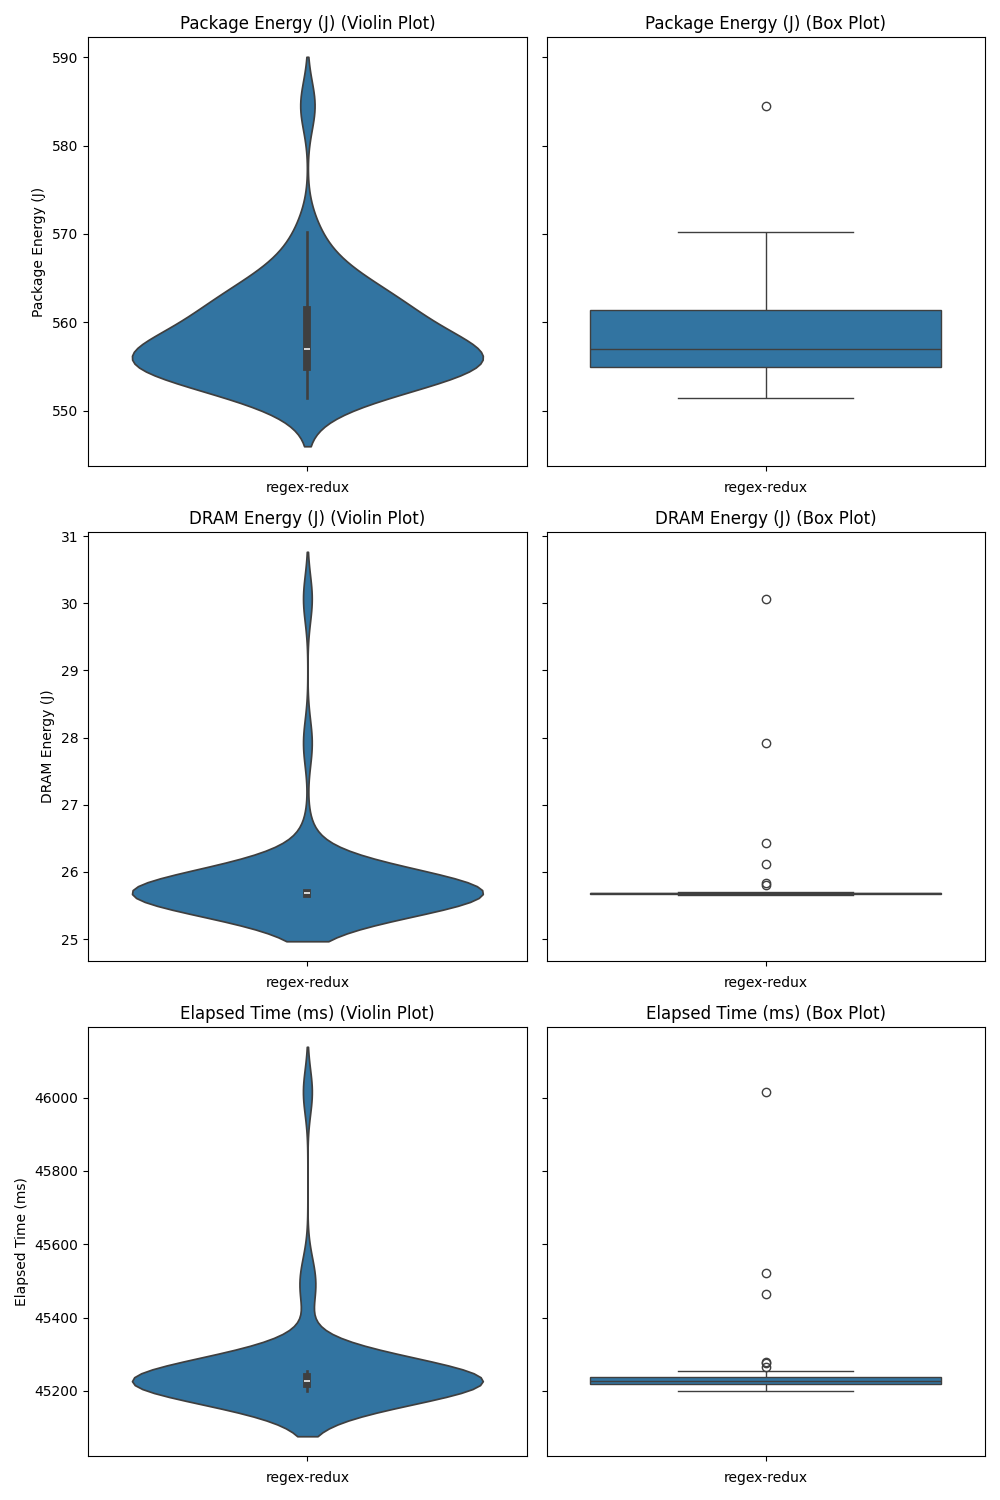 Package Energy (J) (Violin Plot)
Package Energy (J) (Box Plot)
590
580
570
560
550
Package Energy (J)
regex-redux
regex-redux
DRAM Energy (J) (Violin Plot)
DRAM Energy (J) (Box Plot)
31
30
29
28
27
26
25
DRAM Energy (J)
regex-redux
regex-redux
Elapsed Time (ms) (Violin Plot)
Elapsed Time (ms) (Box Plot)
46000
45800
45600
45400
45200
Elapsed Time (ms)
regex-redux
regex-redux